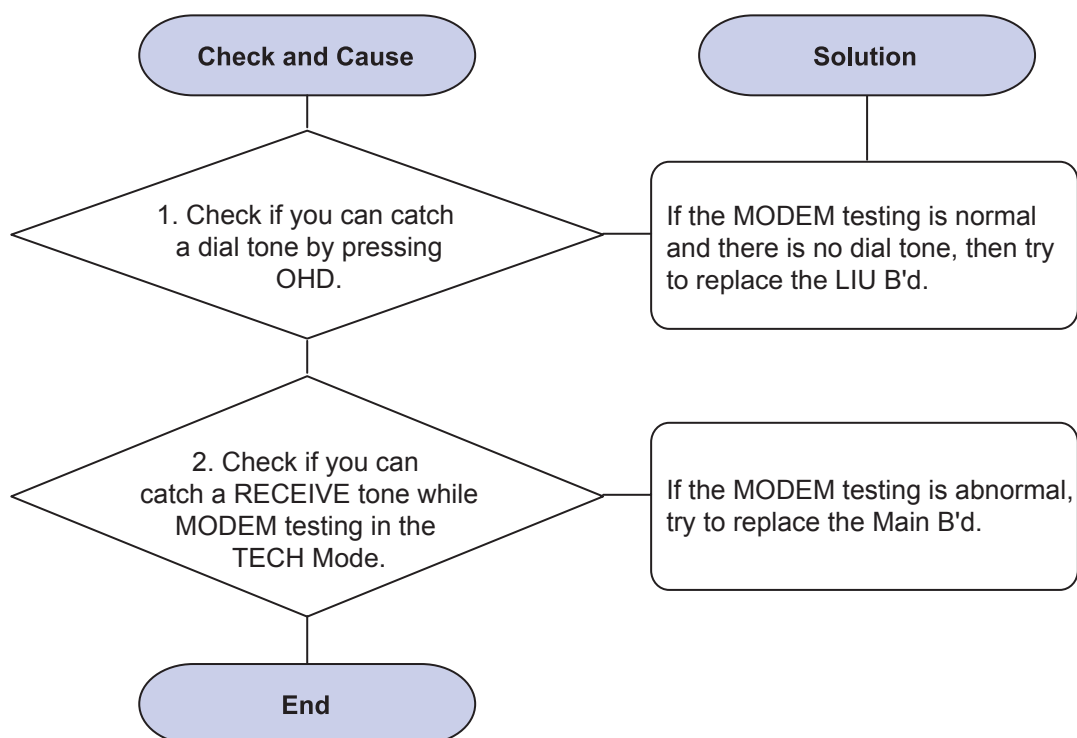 Check and Cause
Solution
1. Check if you can catch
a dial tone by pressing
OHD.
If the MODEM testing is normal
and there is no dial tone, then try
to replace the LIU B'd.
2. Check if you can
catch a RECEIVE tone while
MODEM testing in the
TECH Mode.
If the MODEM testing is abnormal,
try to replace the Main B'd.
End